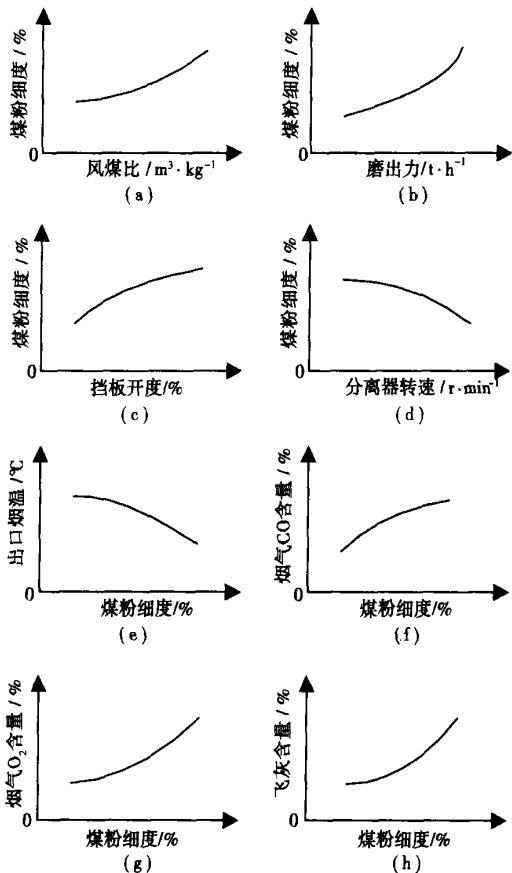 煤粉细度/%
煤粉细度/%
0
0
风煤比/m³·kg⁻¹
磨出力/t·h⁻¹
(a)
(b)
煤粉细度/%
煤粉细度/%
0
0
挡板开度/%
分离器转速/r·min⁻¹
(c)
(d)
出口烟温/℃
烟气CO含量/%
0
0
煤粉细度/%
煤粉细度/%
(e)
(f)
烟气O₂含量/%
飞灰含量/%
0
0
煤粉细度/%
煤粉细度/%
(g)
(h)